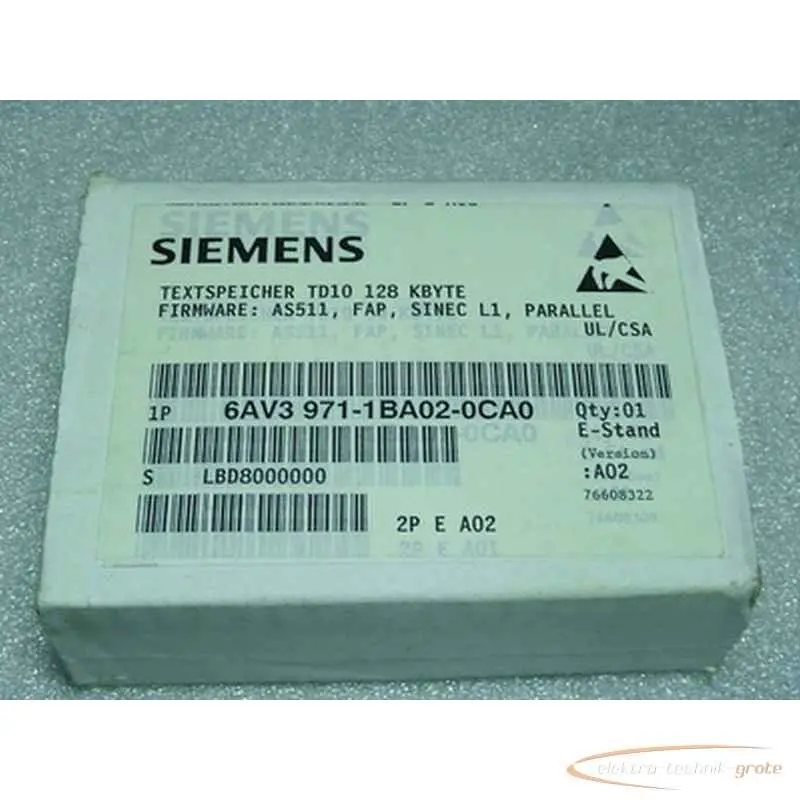 SIEMENS
TEXTSPEICHER TD10 128 KBYTE
FIRMWARE: AS511, FAP, SINEC L1, PARALLEL
UL/CSA
1P 6AV3 971-1BA02-0CA0 Qty:01
E-Stand
(Version)
:A02
S LBD8000000
76608322
2P E A02
elektro-technik-grote